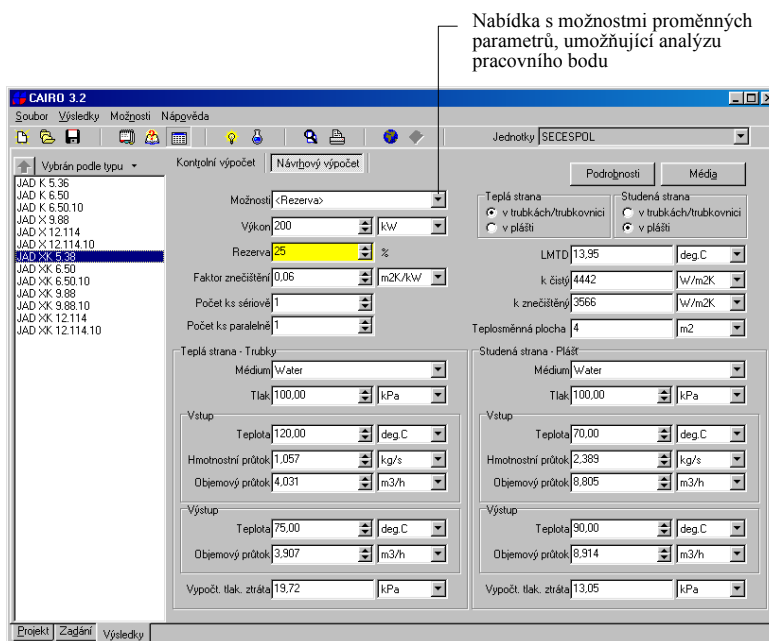 Nabídka s možnostmi proměnných
parametrů, umožňující analýzu
pracovního bodu
CAIRO 3.2
Soubor Výsledky Možnosti Nápověda
Jednotky SECESPOL
Vybrán podle typu
Kontrolní výpočet Návrhový výpočet
Podrobnosti Média
JAD K 5.36
JAD K 6.50
JAD K 6.50.10
JAD X 9.88
JAD X 12.114
JAD X 12.114.10
JAD XK 5.38
JAD XK 6.50
JAD XK 6.50.10
JAD XK 9.88
JAD XK 9.88.10
JAD XK 12.114
JAD XK 12.114.10
Možnosti <Rezerva>
Výkon 200 kW
Rezerva 25 %
Faktor znečištění 0,06 m2K/kW
Počet ks sériově 1
Počet ks paralelně 1
Teplá strana
v trubkách/trubkovnici
v plášti
Studená strana
v trubkách/trubkovnici
v plášti
LMTD 13,95 deg.C
k čistý 4442 W/m2K
k znečištěný 3566 W/m2K
Teplosměnná plocha 4 m2
Teplá strana - Trubky
Médium Water
Tlak 100,00 kPa
Vstup
Teplota 120,00 deg.C
Hmotnostní průtok 1,057 kg/s
Objemový průtok 4,031 m3/h
Výstup
Teplota 75,00 deg.C
Objemový průtok 3,907 m3/h
Vypočt. tlak. ztráta 19,72 kPa
Studená strana - Plášť
Médium Water
Tlak 100,00 kPa
Vstup
Teplota 70,00 deg.C
Hmotnostní průtok 2,389 kg/s
Objemový průtok 8,805 m3/h
Výstup
Teplota 90,00 deg.C
Objemový průtok 8,914 m3/h
Vypočt. tlak. ztráta 13,05 kPa
Projekt Zadání Výsledky